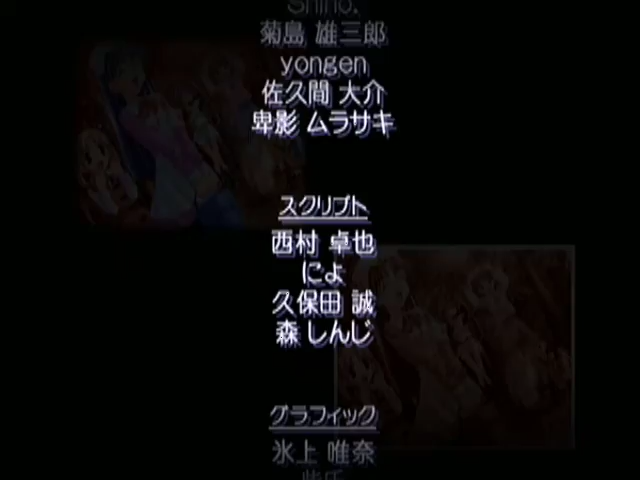 Shino.
菊島 雄三郎
yongen
佐久間 大介
卑影 ムラサキ
スクリプト
西村 卓也
によ
久保田 誠
森 しんじ
グラフィック
氷上 唯奈